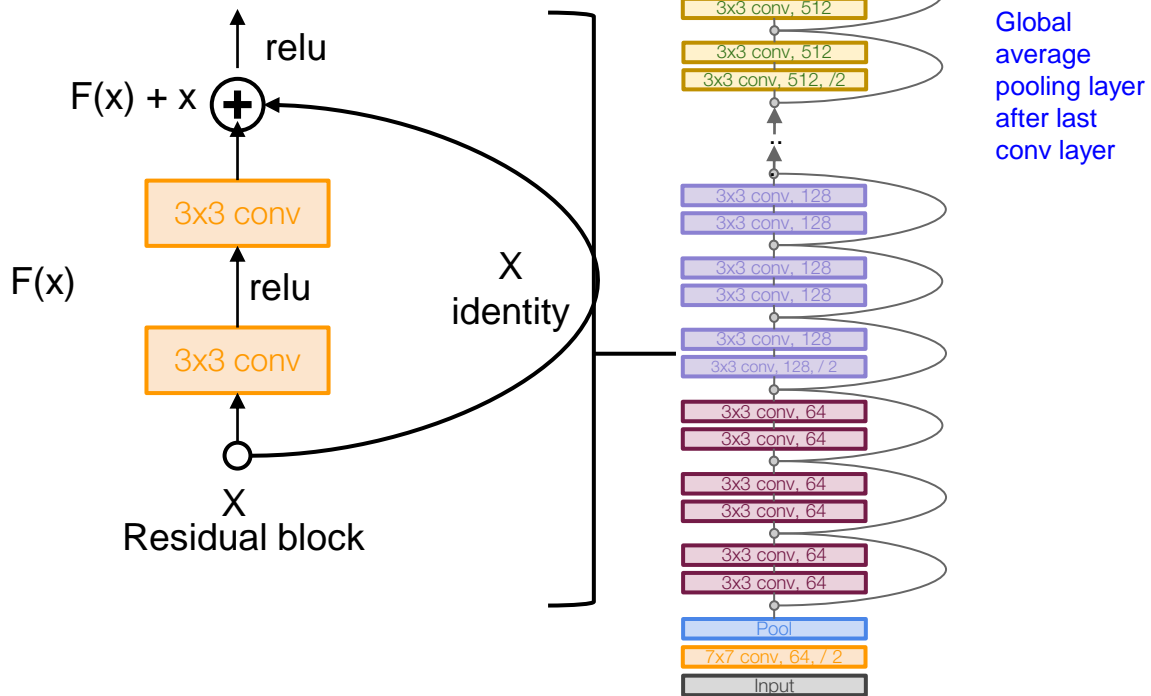 relu
F(x) + x
+
3x3 conv
F(x)
relu
X
identity
3x3 conv
X
Residual block
3x3 conv, 512
3x3 conv, 512
3x3 conv, 512, /2
..
.
3x3 conv, 128
3x3 conv, 128
3x3 conv, 128
3x3 conv, 128
3x3 conv, 128
3x3 conv, 128, / 2
3x3 conv, 64
3x3 conv, 64
3x3 conv, 64
3x3 conv, 64
3x3 conv, 64
3x3 conv, 64
Pool
7x7 conv, 64, / 2
Input
Global
average
pooling layer
after last
conv layer